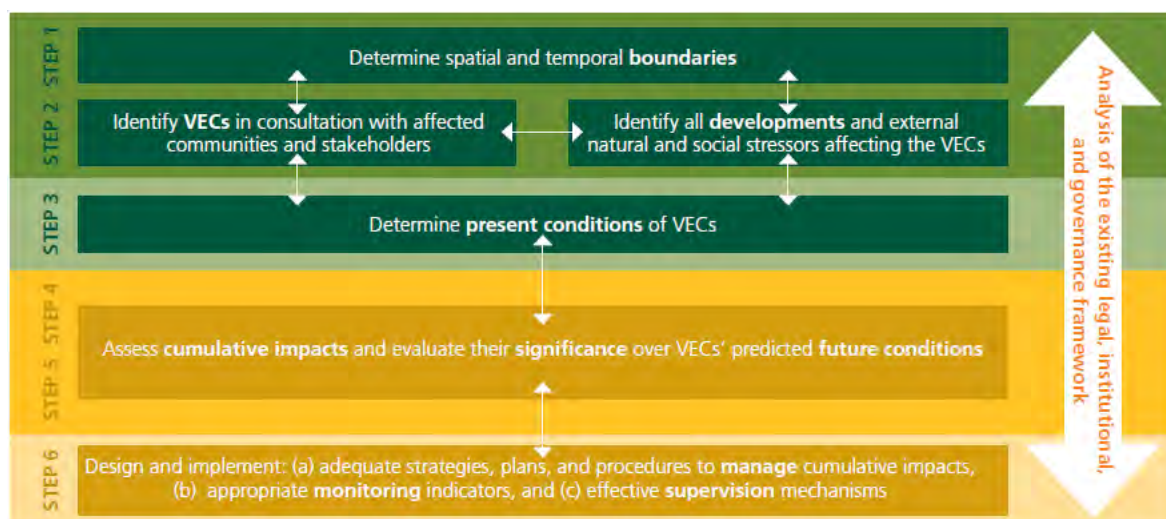 STEP 1
Determine spatial and temporal boundaries
STEP 2
Identify VECs in consultation with affected
communities and stakeholders
Identify all developments and external
natural and social stressors affecting the VECs
STEP 3
Determine present conditions of VECs
STEP 4
STEP 5
Assess cumulative impacts and evaluate their significance over VECs’ predicted future conditions
STEP 6
Design and implement: (a) adequate strategies, plans, and procedures to manage cumulative impacts,
(b) appropriate monitoring indicators, and (c) effective supervision mechanisms
Analysis of the existing legal, institutional,
and governance framework